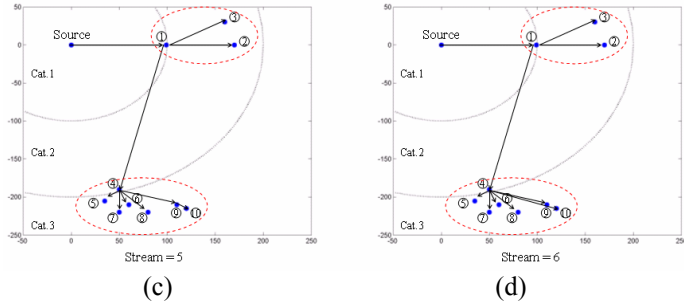 50
③
Source
①
②
0
Cat.1
-50
-100
Cat.2
-150
④
-200
⑤
⑥
⑦
⑧
⑨
⑩
Cat.3
-250
-50 0 50 100 150 200 250
Stream = 5
(c)
50
③
Source
①
②
0
Cat.1
-50
-100
Cat.2
-150
④
-200
⑤
⑥
⑦
⑧
⑨
⑩
Cat.3
-250
-50 0 50 100 150 200 250
Stream = 6
(d)